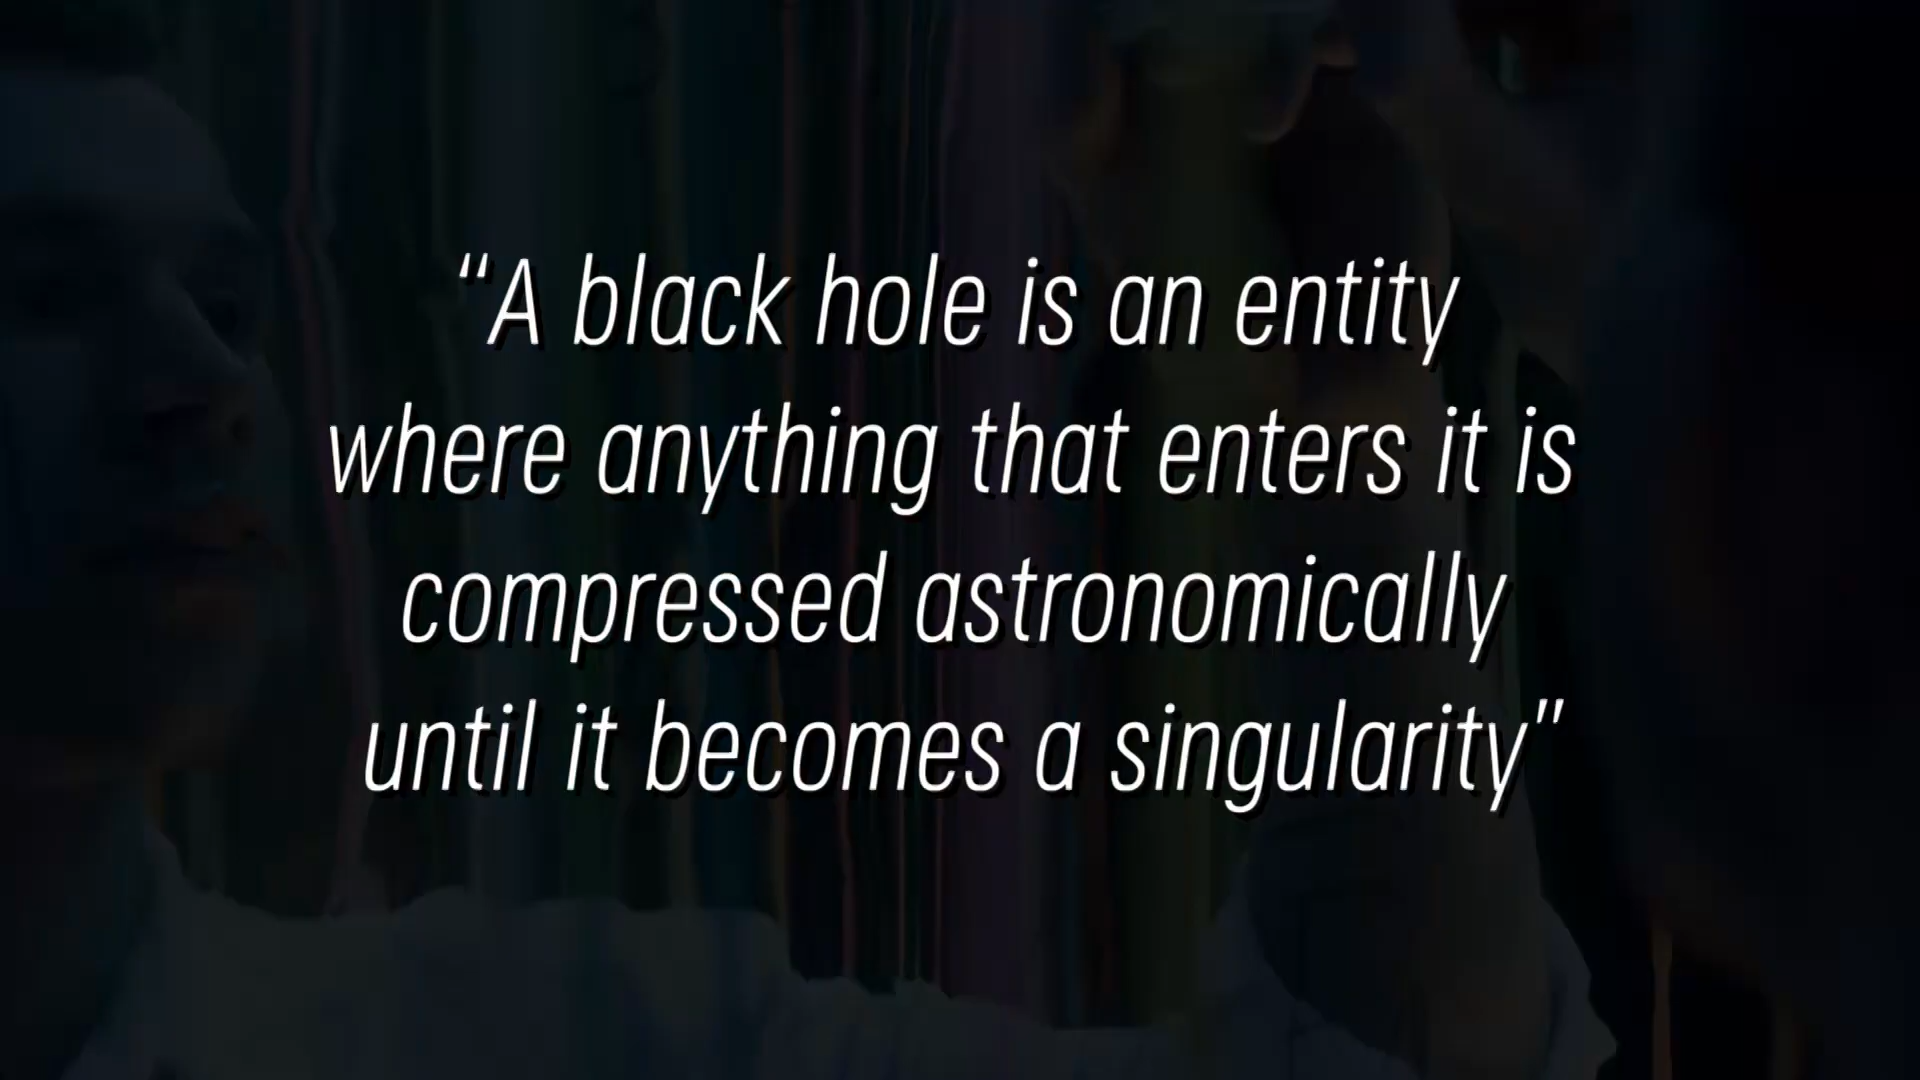 “A black hole is an entity
where anything that enters it is
compressed astronomically
until it becomes a singularity”